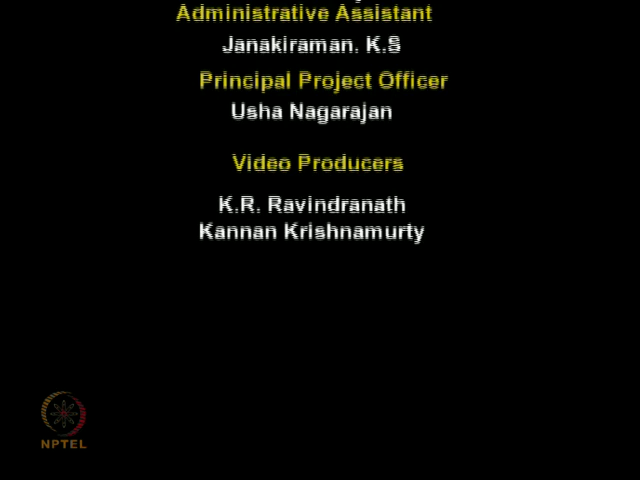 Administrative Assistant
Janakiraman. K.S
Principal Project Officer
Usha Nagarajan
Video Producers
K.R. Ravindranath
Kannan Krishnamurty
NPTEL